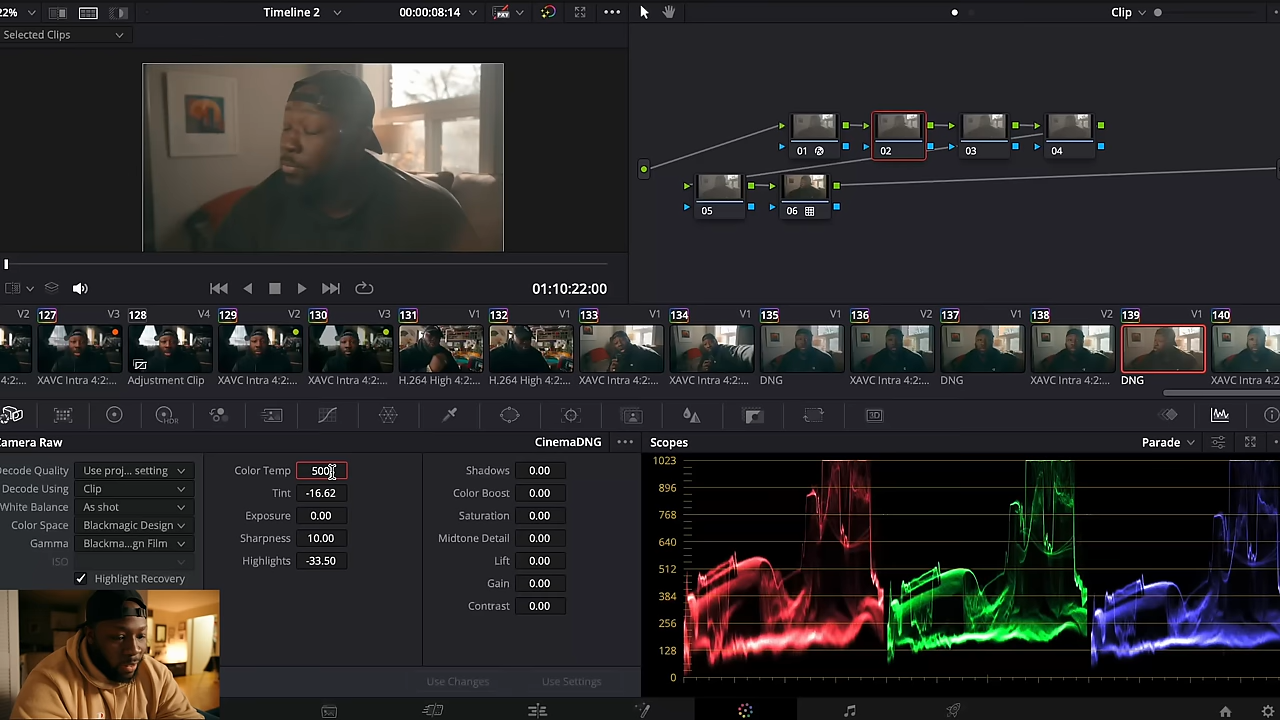 22%
Timeline 2
00:00:08:14
Clip
Selected Clips
01
02
03
04
05
06
01:10:22:00
V2
127
V3
128
V4
129
V2
130
V3
131
V1
132
V1
133
V1
134
V1
135
V1
136
V2
137
V1
138
V2
139
V1
140
4:2:...
XAVC Intra 4:2:...
Adjustment Clip
XAVC Intra 4:2:...
XAVC Intra 4:2:...
H.264 High 4:2:...
H.264 High 4:2:...
XAVC Intra 4:2:...
XAVC Intra 4:2:...
DNG
XAVC Intra 4:2:...
DNG
XAVC Intra 4:2:...
DNG
XAVC Intra 4:2
HDR
3D
Camera Raw
CinemaDNG
Scopes
Parade
Decode Quality
Use proj... setting
Color Temp
500
Shadows
0.00
Decode Using
Clip
Tint
-16.62
Color Boost
0.00
White Balance
As shot
Exposure
0.00
Saturation
0.00
Color Space
Blackmagic Design
Sharpness
10.00
Midtone Detail
0.00
Gamma
Blackma...gn Film
Highlights
-33.50
Lift
0.00
ISO
Gain
0.00
Highlight Recovery
Contrast
0.00
Use Changes
Use Settings
1023
896
768
640
512
384
256
128
0